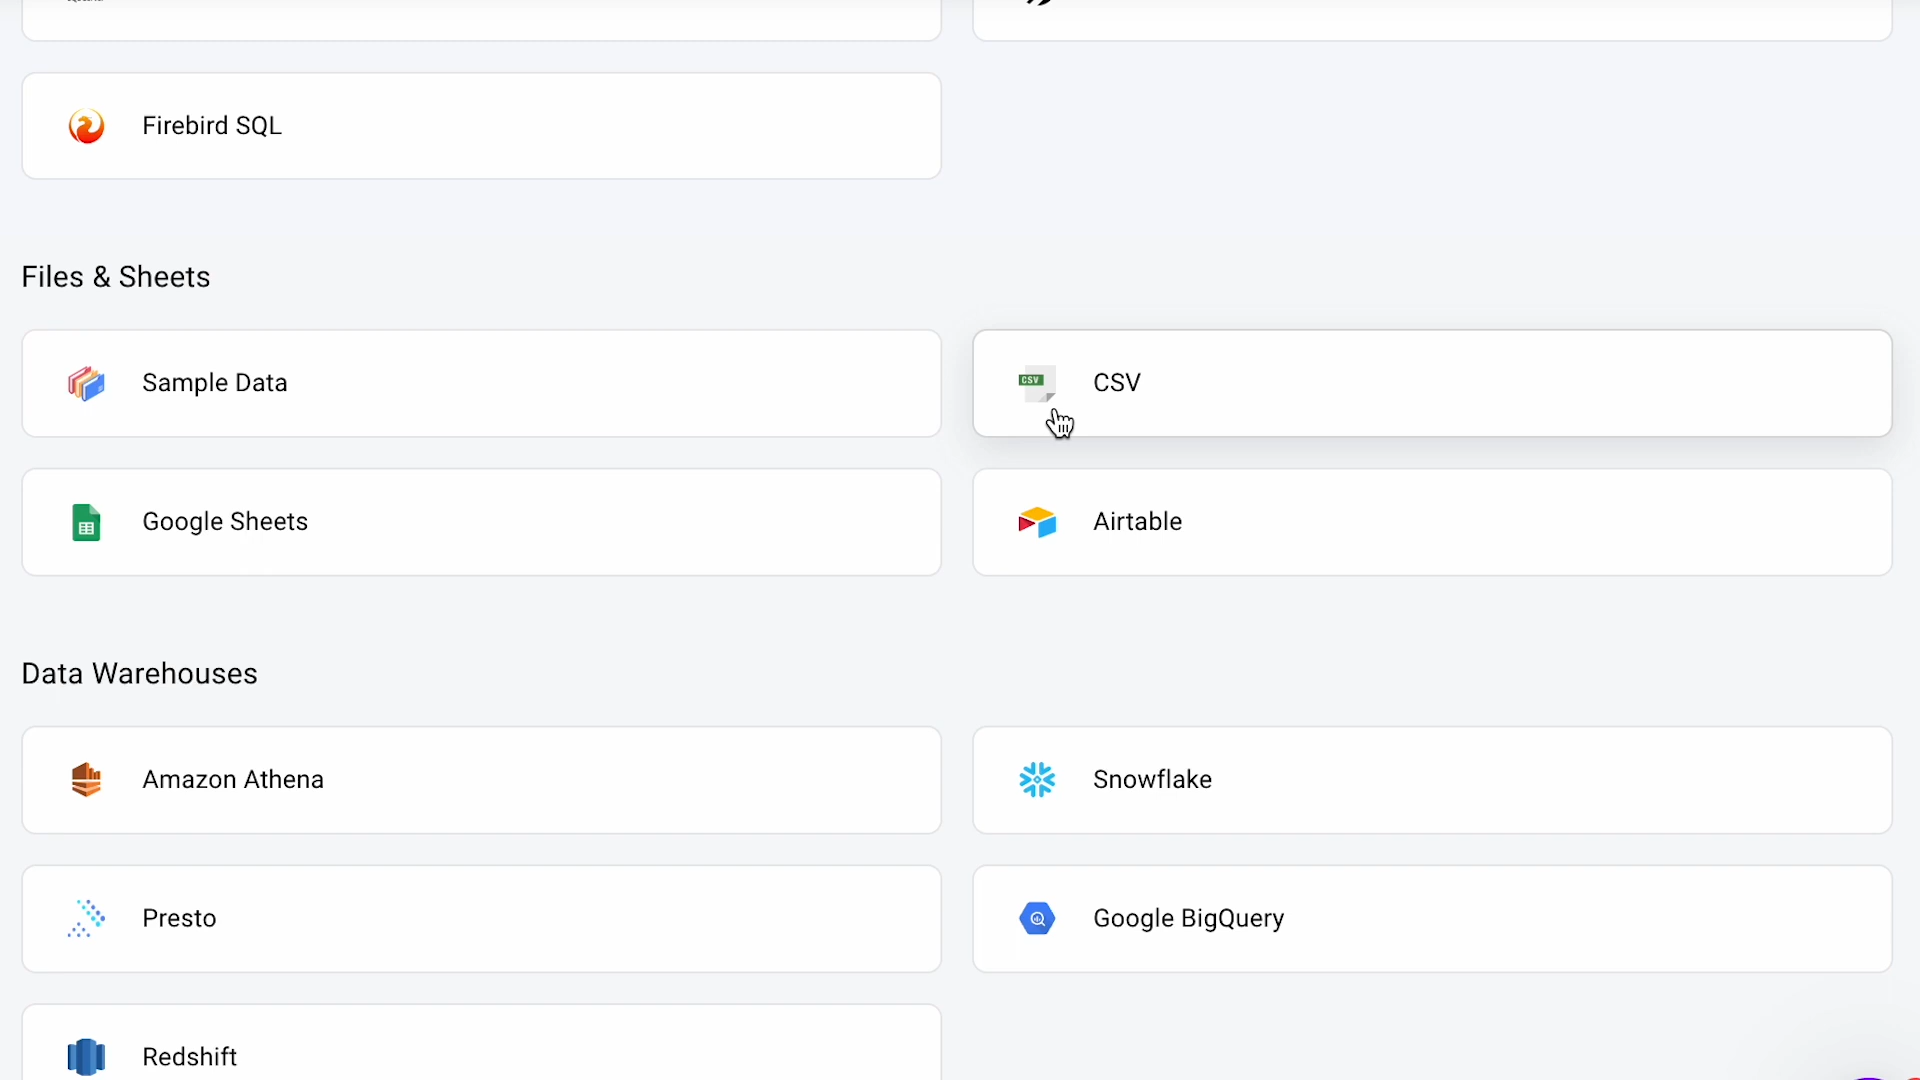 Firebird SQL
Files & Sheets
Sample Data
CSV
CSV
Google Sheets
Airtable
Data Warehouses
Amazon Athena
Snowflake
Presto
Google BigQuery
Redshift